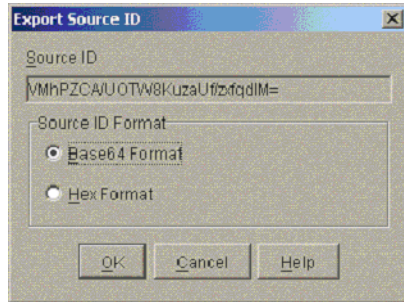 Export Source ID
Source ID
VMhPZCA/UOTW8KuzaUf/zxfqdIM=
Source ID Format
Base64 Format
Hex Format
OK Cancel Help